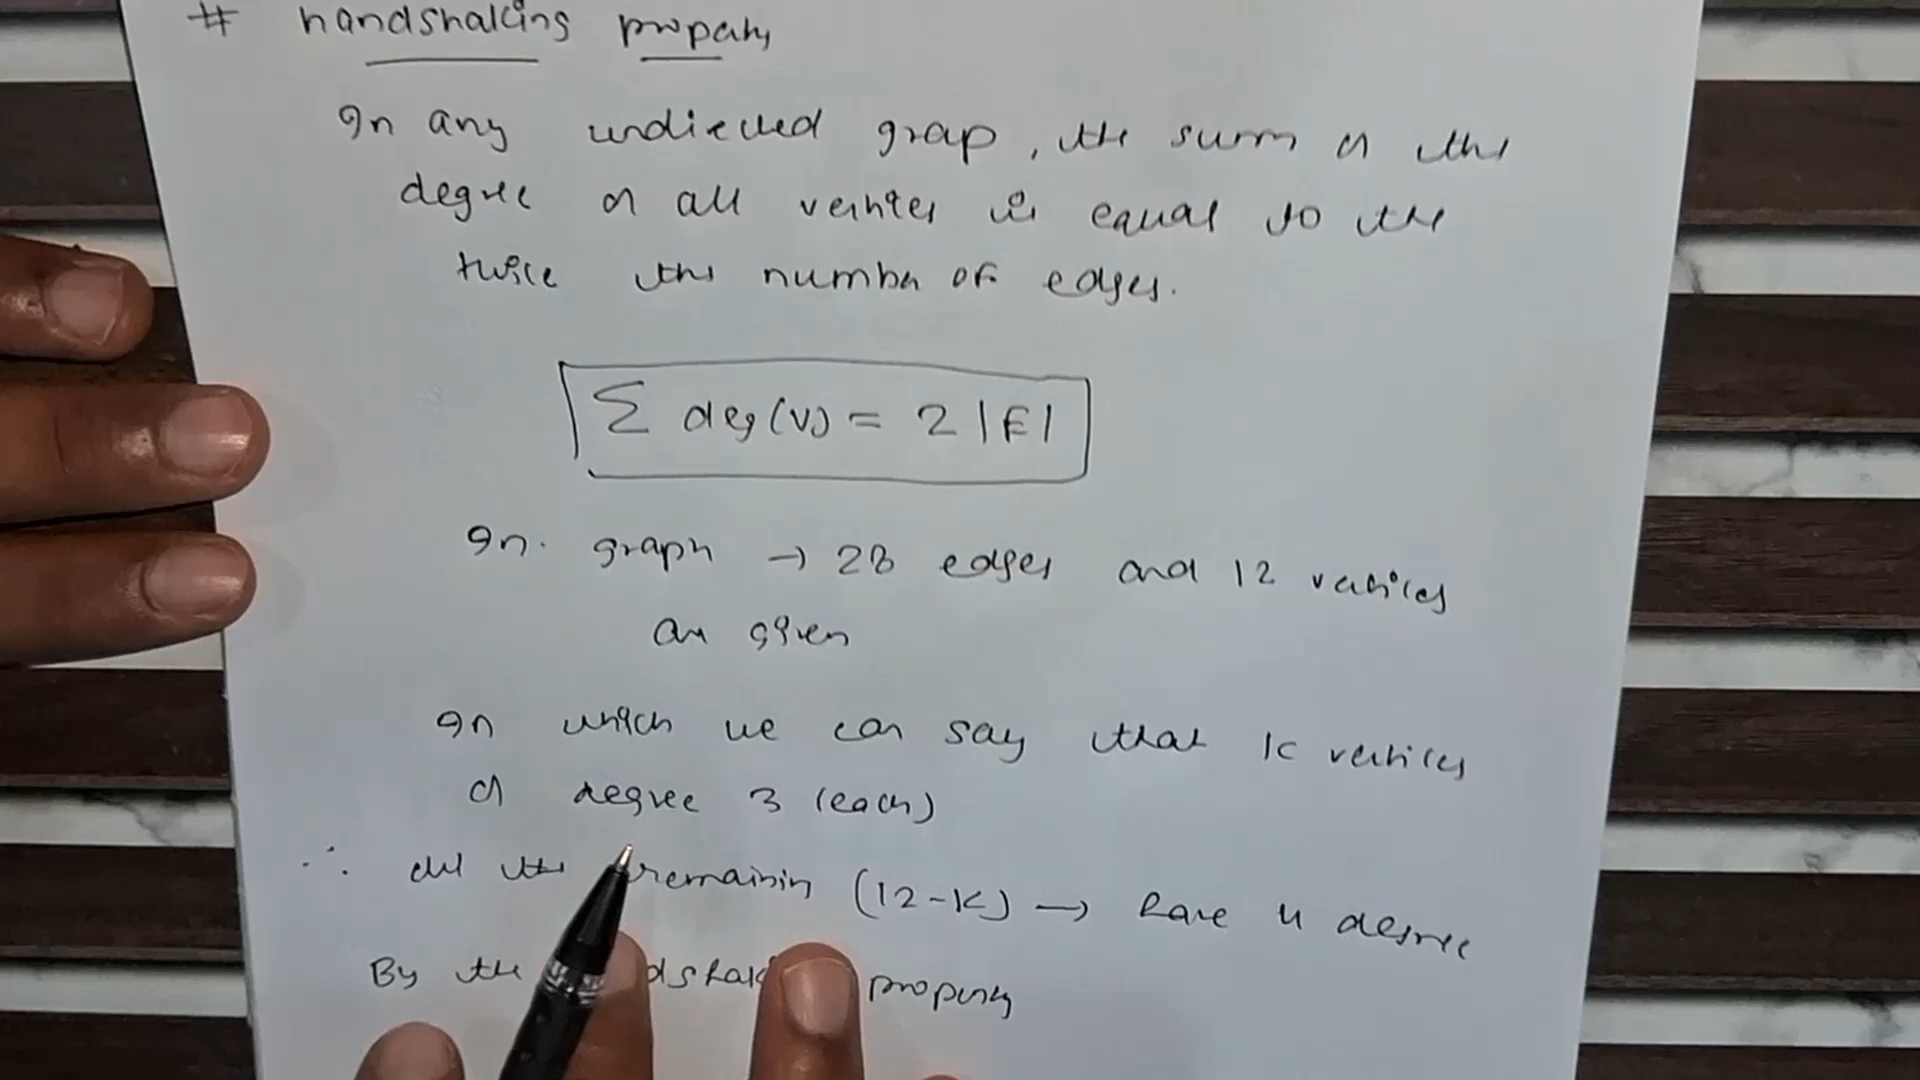 # handshaking property
In any undirected grap, the sum of the
degree of all vertices is equal to the
twice the number of edges.
Σ deg(V) = 2|E|
In. graph → 28 edges and 12 vertices
are given
In which we can say that k vertices
of degree 3 (each)
∴ all the remainin (12-K) → have 4 degree
By the property